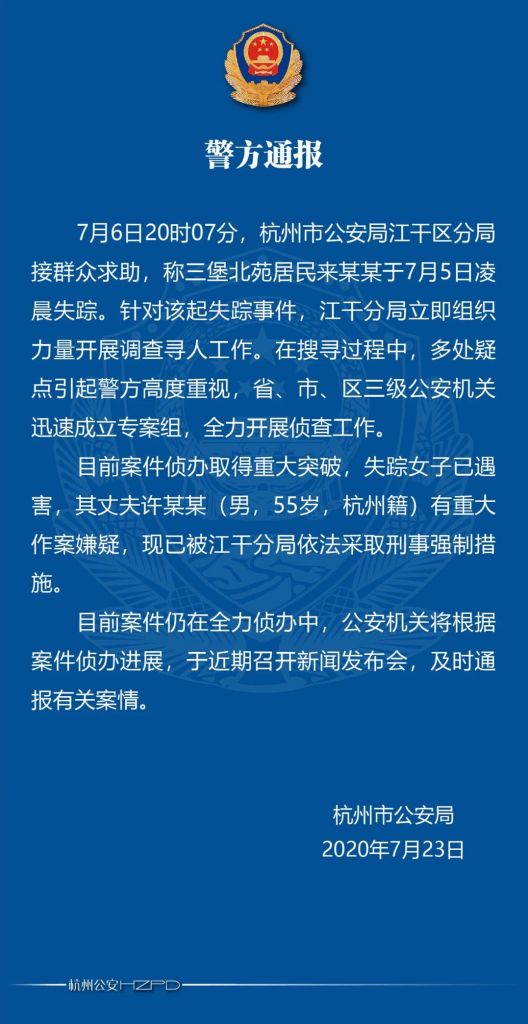 警方通报
7月6日20时07分，杭州市公安局江干区分局
接群众求助，称三堡北苑居民来某某于7月5日凌
晨失踪。针对该起失踪事件，江干分局立即组织
力量开展调查寻人工作。在搜寻过程中，多处疑
点引起警方高度重视，省、市、区三级公安机关
迅速成立专案组，全力开展侦查工作。
目前案件侦办取得重大突破，失踪女子已遇
害，其丈夫许某某（男，55岁，杭州籍）有重大
作案嫌疑，现已被江干分局依法采取刑事强制措
施。
目前案件仍在全力侦办中，公安机关将根据
案件侦办进展，于近期召开新闻发布会，及时通
报有关案情。
杭州市公安局
2020年7月23日
杭州公安HZPD